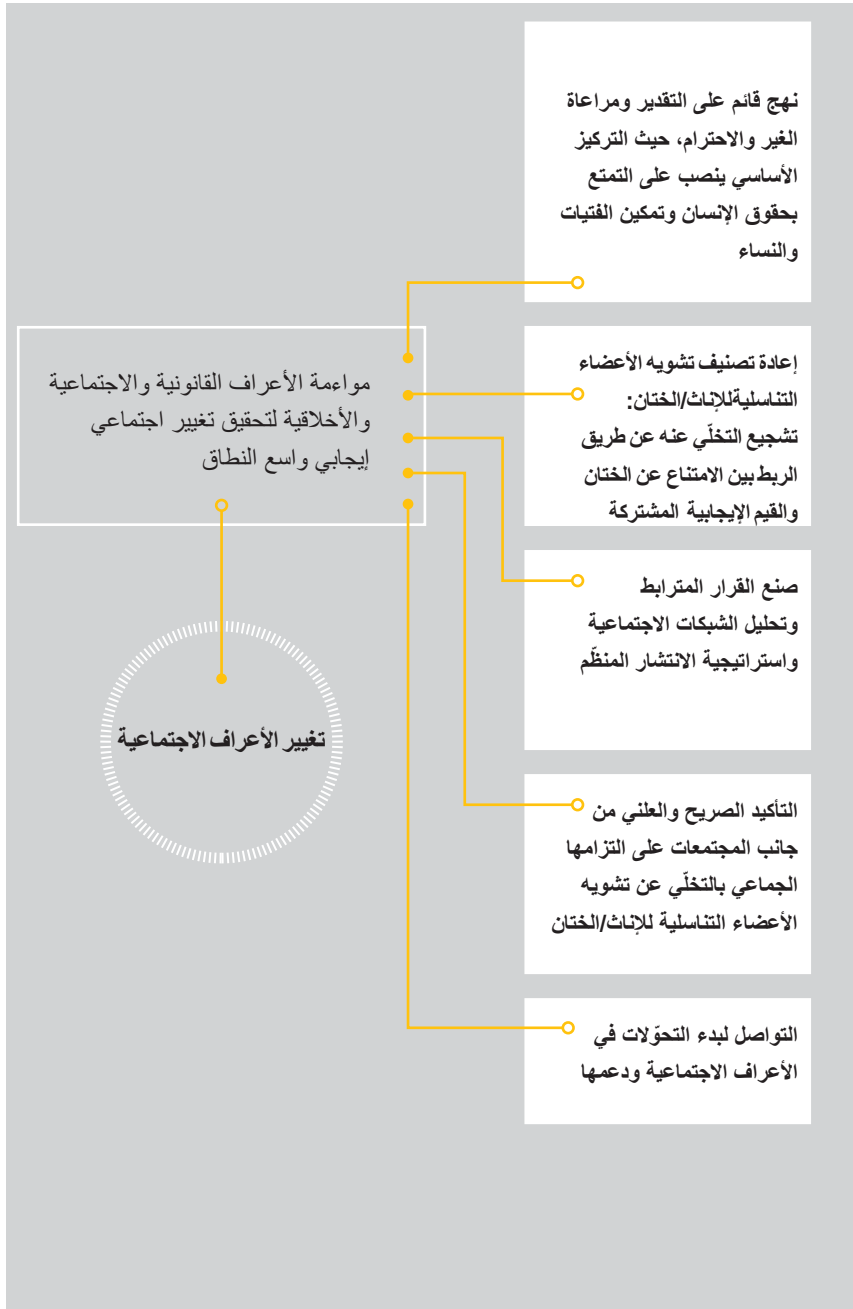 نهج قائم على التقدير ومراعاة
الغير والاحترام، حيث التركيز
الأساسي ينصب على التمتع
بحقوق الإنسان وتمكين الفتيات
والنساء
إعادة تصنيف تشويه الأعضاء
التناسليةللإناث/الختان:
تشجيع التخلّي عنه عن طريق
الربط بين الامتناع عن الختان
والقيم الإيجابية المشتركة
صنع القرار المترابط
وتحليل الشبكات الاجتماعية
واستراتيجية الانتشار المنظّم
التأكيد الصريح والعلني من
جانب المجتمعات على التزامها
الجماعي بالتخلّي عن تشويه
الأعضاء التناسلية للإناث/الختان
التواصل لبدء التحوّلات في
الأعراف الاجتماعية ودعمها
مواءمة الأعراف القانونية والاجتماعية
والأخلاقية لتحقيق تغيير اجتماعي
إيجابي واسع النطاق
تغيير الأعراف الاجتماعية